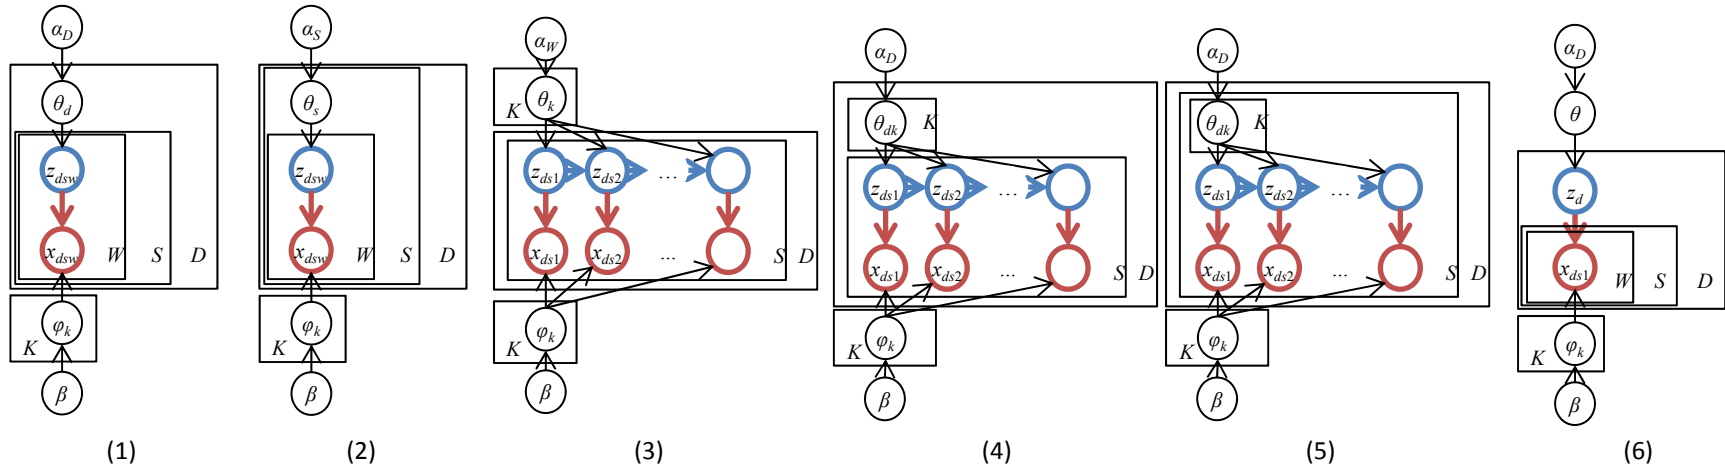 α_D
θ_d
z_dsw
x_dsw W S D
φ_k
K
β
(1)
α_S
θ_s
z_dsw
x_dsw W S D
φ_k
K
β
(2)
α_W
θ_k
K
z_ds1 z_ds2 ...
x_ds1 x_ds2 ... S D
φ_k
K
β
(3)
α_D
θ_dk K
z_ds1 z_ds2 ...
x_ds1 x_ds2 ... S D
φ_k
K
β
(4)
α_D
θ_dk K
z_ds1 z_ds2 ...
x_ds1 x_ds2 ... S D
φ_k
K
β
(5)
α_D
θ
z_d
x_ds1 W S D
φ_k
K
β
(6)